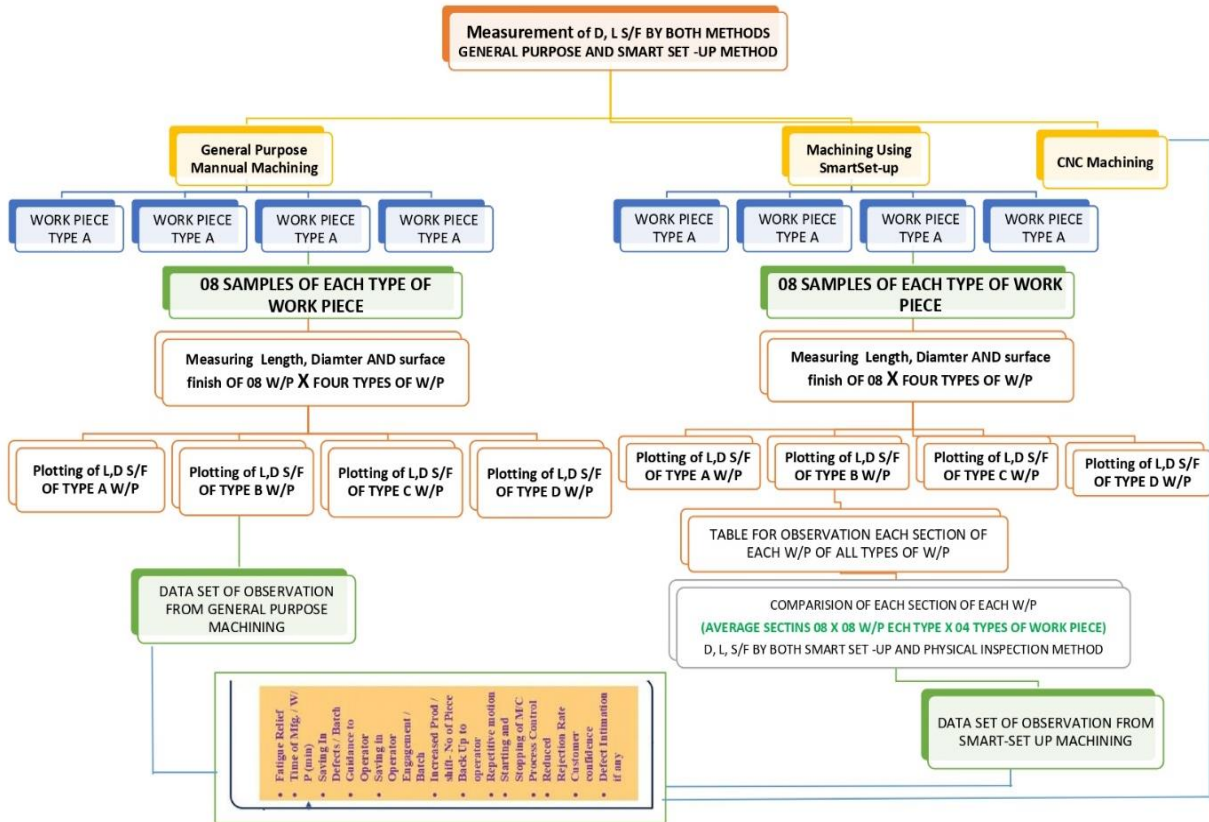 Measurement of D, L S/F BY BOTH METHODS
GENERAL PURPOSE AND SMART SET -UP METHOD
General Purpose
Mannual Machining
Machining Using
SmartSet-up
CNC Machining
WORK PIECE
TYPE A
WORK PIECE
TYPE A
WORK PIECE
TYPE A
WORK PIECE
TYPE A
WORK PIECE
TYPE A
WORK PIECE
TYPE A
WORK PIECE
TYPE A
WORK PIECE
TYPE A
08 SAMPLES OF EACH TYPE OF
WORK PIECE
08 SAMPLES OF EACH TYPE OF WORK
PIECE
Measuring Length, Diamter AND surface
finish OF 08 W/P X FOUR TYPES OF W/P
Measuring Length, Diamter AND surface
finish OF 08 X FOUR TYPES OF W/P
Plotting of L,D S/F
OF TYPE A W/P
Plotting of L,D S/F
OF TYPE B W/P
Plotting of L,D S/F
OF TYPE C W/P
Plotting of L,D S/F
OF TYPE D W/P
Plotting of L,D S/F
OF TYPE A W/P
Plotting of L,D S/F
OF TYPE B W/P
Plotting of L,D S/F
OF TYPE C W/P
Plotting of L,D S/F
OF TYPE D W/P
TABLE FOR OBSERVATION EACH SECTION OF
EACH W/P OF ALL TYPES OF W/P
DATA SET OF OBSERVATION
FROM GENERAL PURPOSE
MACHINING
COMPARISION OF EACH SECTION OF EACH W/P
(AVERAGE SECTINS 08 X 08 W/P ECH TYPE X 04 TYPES OF WORK PIECE)
D, L, S/F BY BOTH SMART SET -UP AND PHYSICAL INSPECTION METHOD
DATA SET OF OBSERVATION FROM
SMART-SET UP MACHINING
• Fatigue Relief
• Time of Mfg. / W/
P (min)
• Saving In
Defects / Batch
• Guidance to
Operator
• Saving in
Operator
Engagement /
Batch
• Increased Prod /
shift- No of Piece
• Back Up to
operator
• Repetitive motion
• Starting and
Stopping of M/C
• Process Control
• Reduced
Rejection Rate
• Customer
confidence
• Defect Intimation
if any